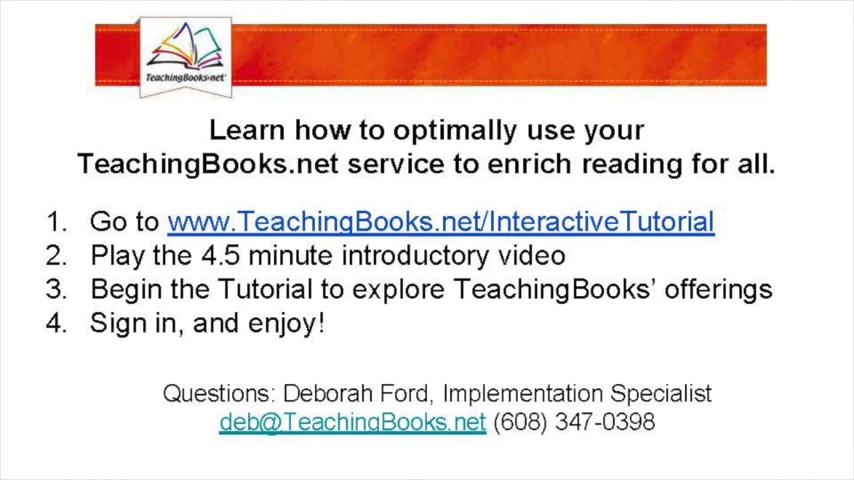 TeachingBooks.net
Learn how to optimally use your
TeachingBooks.net service to enrich reading for all.
1. Go to www.TeachingBooks.net/InteractiveTutorial
2. Play the 4.5 minute introductory video
3. Begin the Tutorial to explore TeachingBooks’ offerings
4. Sign in, and enjoy!
Questions: Deborah Ford, Implementation Specialist
deb@TeachingBooks.net (608) 347-0398